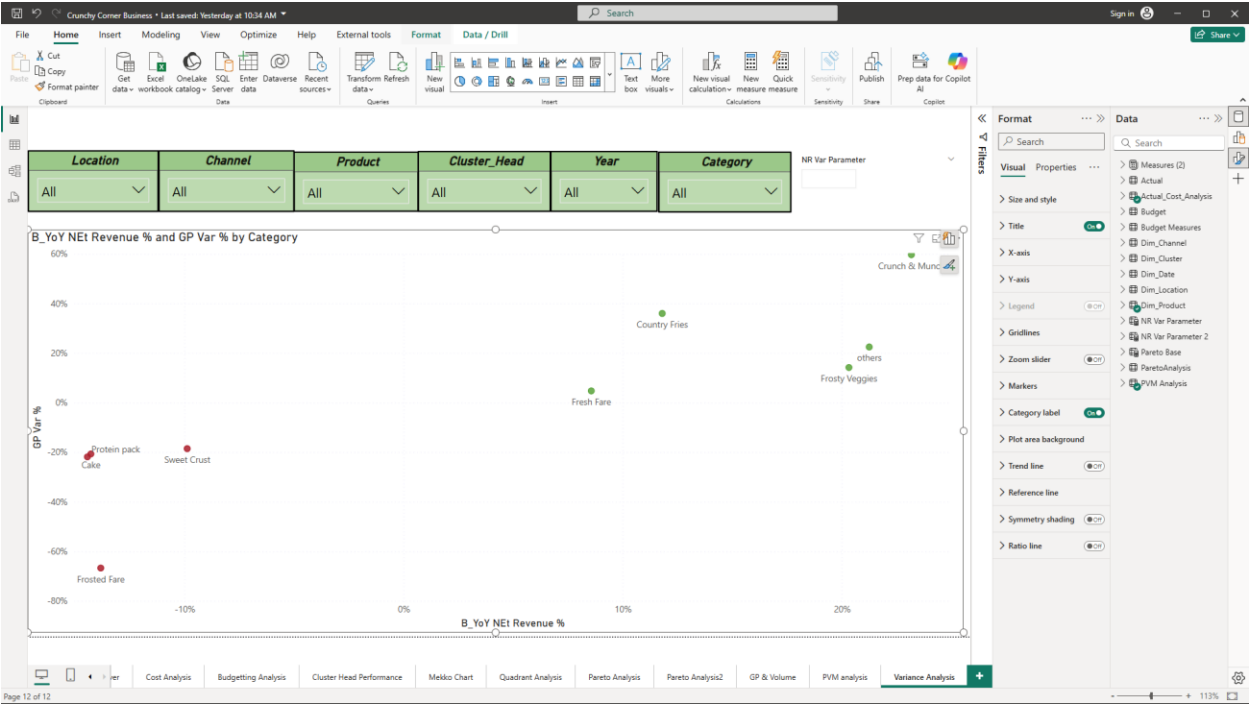 Crunchy Corner Business • Last saved: Yesterday at 10:34 AM
Search
Sign in
File Home Insert Modeling View Optimize Help External tools Format Data / Drill
Share
Paste
Cut
Copy
Format painter
Clipboard
Get data
Excel workbook
OneLake catalog
SQL Server
Enter data
Dataverse
Recent sources
Data
Transform data
Refresh
Queries
New visual
Text box
More visuals
Insert
New visual calculation
New measure
Quick measure
Calculations
Sensitivity
Sensitivity
Publish
Share
Prep data for AI
Copilot
Copilot
Location Channel Product Cluster_Head Year Category
All All All All All All
NR Var Parameter
B_YoY NEt Revenue % and GP Var % by Category
60%
40%
20%
0%
-20%
-40%
-60%
-80%
GP Var %
Crunch & Munc
Country Fries
others
Frosty Veggies
Fresh Fare
Protein pack
Cake
Sweet Crust
Frosted Fare
-10% 0% 10% 20%
B_YoY NEt Revenue %
Filters
Format
Search
Visual Properties
Size and style
Title On
X-axis
Y-axis
Legend Off
Gridlines
Zoom slider Off
Markers
Category label On
Plot area background
Trend line Off
Reference line
Symmetry shading Off
Ratio line Off
Data
Search
Measures (2)
Actual
Actual_Cost_Analysis
Budget
Budget Measures
Dim_Channel
Dim_Cluster
Dim_Date
Dim_Location
Dim_Product
NR Var Parameter
NR Var Parameter 2
Pareto Base
ParetoAnalysis
PVM Analysis
Cost Analysis Budgetting Analysis Cluster Head Performance Mekko Chart Quadrant Analysis Pareto Analysis Pareto Analysis2 GP & Volume PVM analysis Variance Analysis
Page 12 of 12
113%